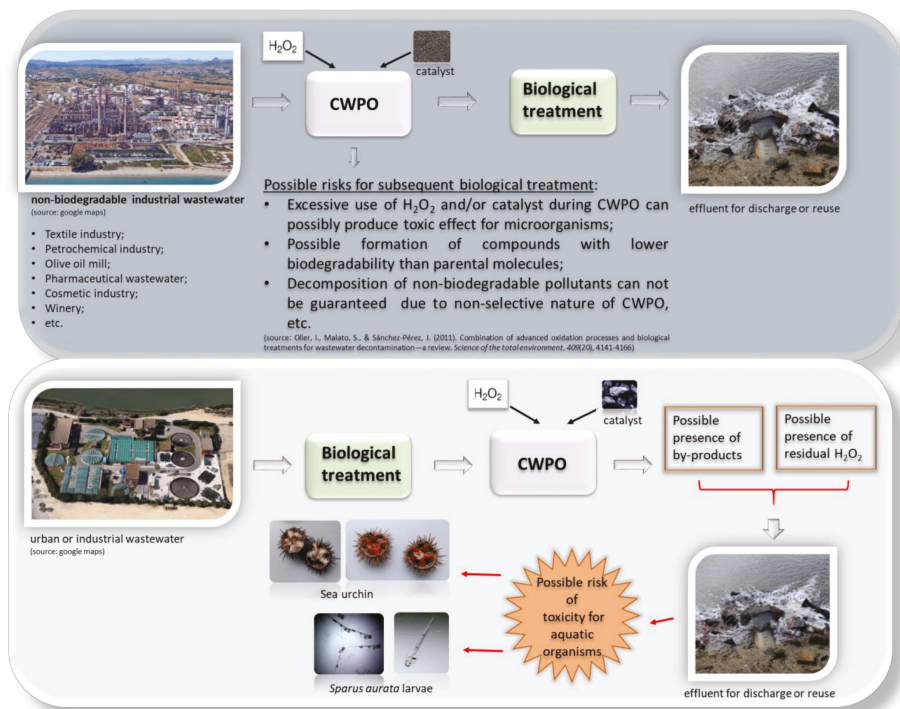 H₂O₂
catalyst
CWPO
Biological
treatment
non-biodegradable industrial wastewater
(source: google maps)
• Textile industry;
• Petrochemical industry;
• Olive oil mill;
• Pharmaceutical wastewater;
• Cosmetic industry;
• Winery;
• etc.
Possible risks for subsequent biological treatment:
• Excessive use of H₂O₂ and/or catalyst during CWPO can
possibly produce toxic effect for microorganisms;
• Possible formation of compounds with lower
biodegradability than parental molecules;
• Decomposition of non-biodegradable pollutants can not
be guaranteed due to non-selective nature of CWPO,
etc.
(source: Oller, I., Malato, S., & Sánchez-Pérez, J. (2011). Combination of advanced oxidation processes and biological
treatments for wastewater decontamination—a review. Science of the total environment, 409(20), 4141-4166)
effluent for discharge or reuse
H₂O₂
catalyst
Biological
treatment
CWPO
Possible
presence of
by-products
Possible
presence of
residual H₂O₂
urban or industrial wastewater
(source: google maps)
Sea urchin
Sparus aurata larvae
Possible risk
of
toxicity for
aquatic
organisms
effluent for discharge or reuse